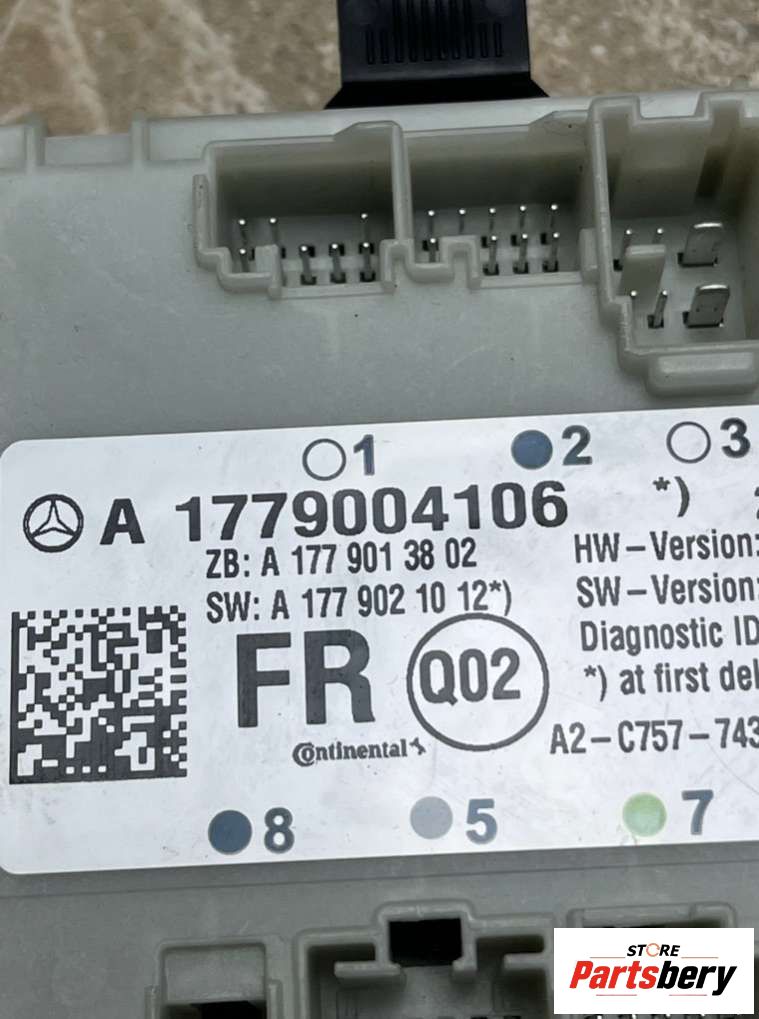 1 2 3
A 1779004106 *)
ZB: A 177 901 38 02 HW-Version:
SW: A 177 902 10 12*) SW-Version:
Diagnostic ID
FR Q02 *) at first del
Continental A2-C757-743
8 5 7
STORE
Partsbery